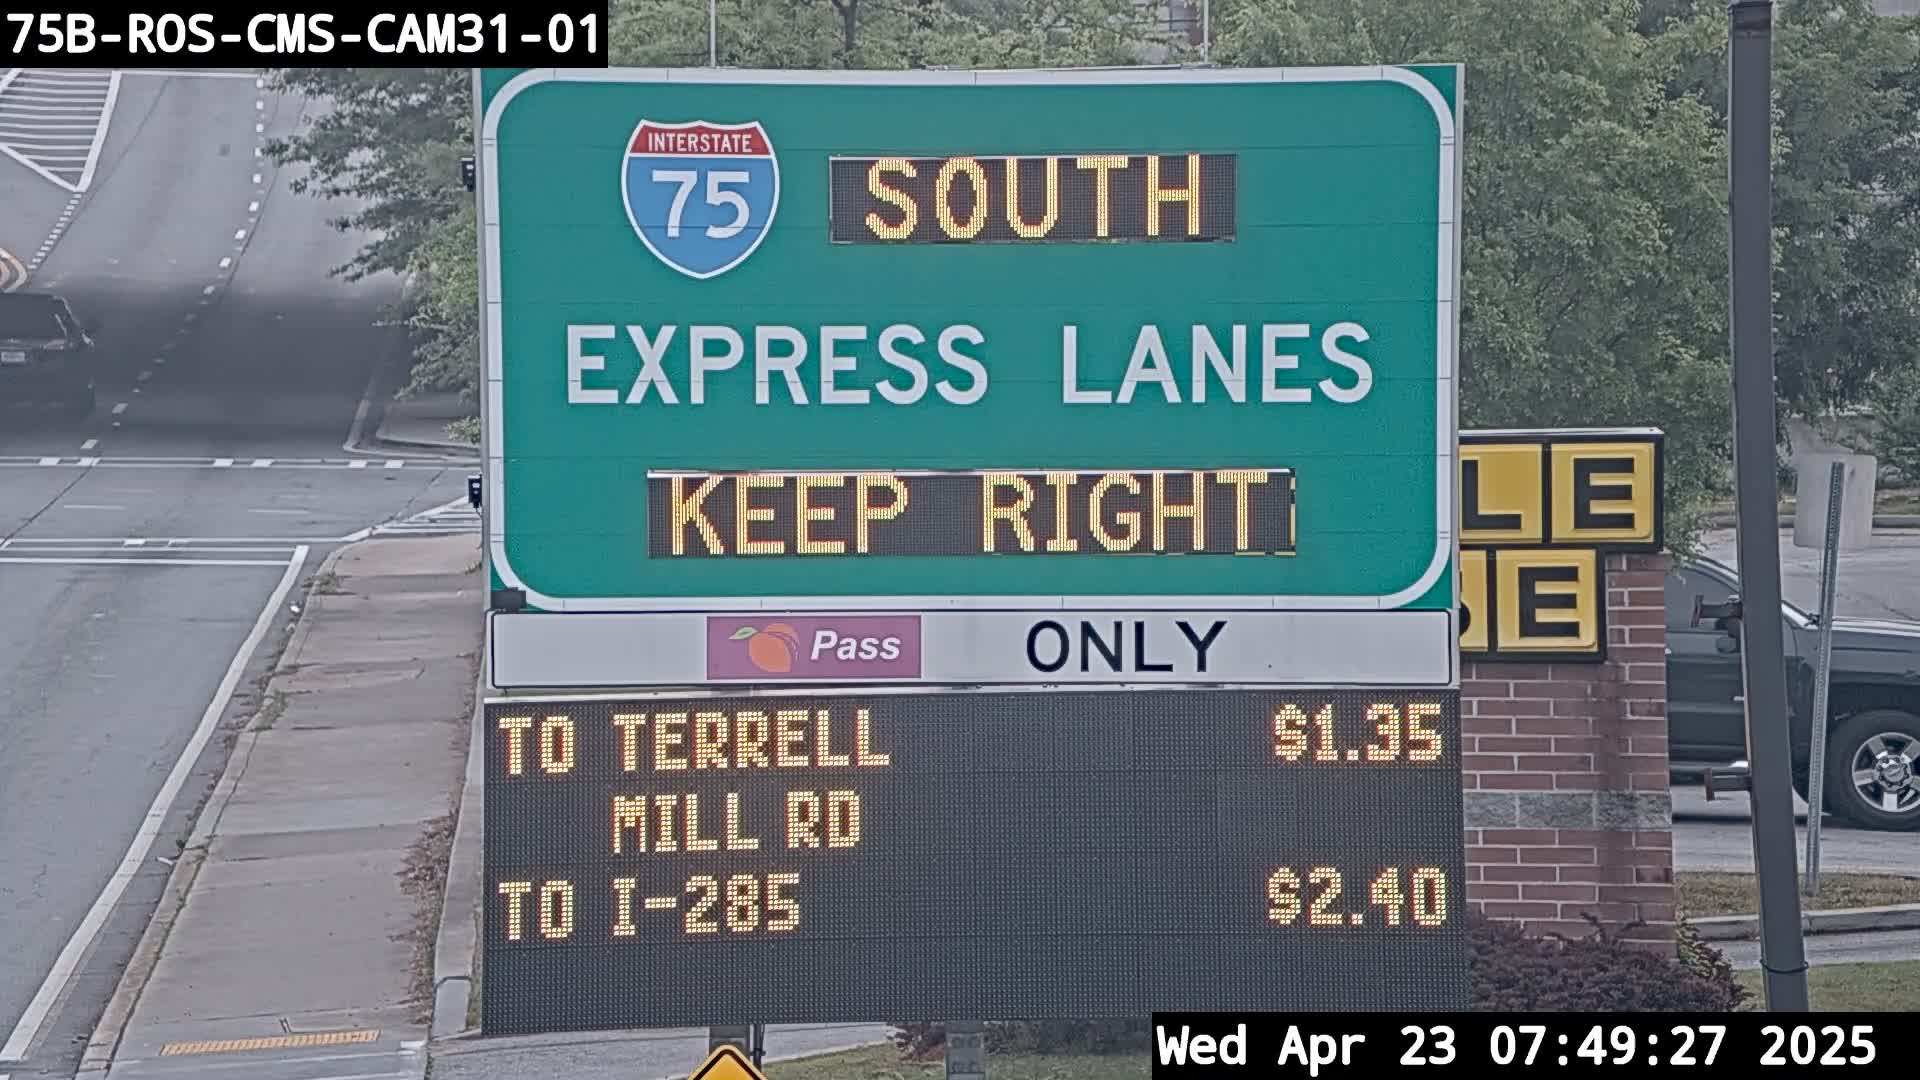 75B-ROS-CMS-CAM31-01
INTERSTATE
75
SOUTH
EXPRESS LANES
KEEP RIGHT
Pass ONLY
TO TERRELL $1.35
MILL RD
TO I-285 $2.40
LE
E
Wed Apr 23 07:49:27 2025